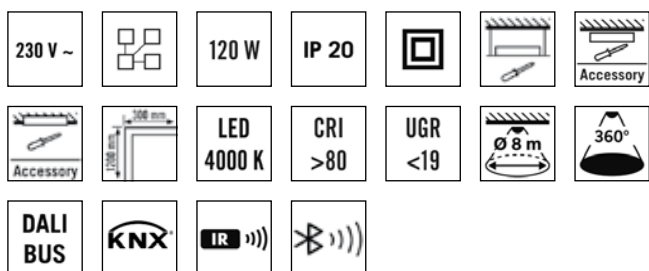 230 V ~
120 W
IP 20
Accessory
Accessory
300 mm
1200 mm
LED
4000 K
CRI
>80
UGR
<19
Ø 8 m
360°
DALI
BUS
KNX
IR